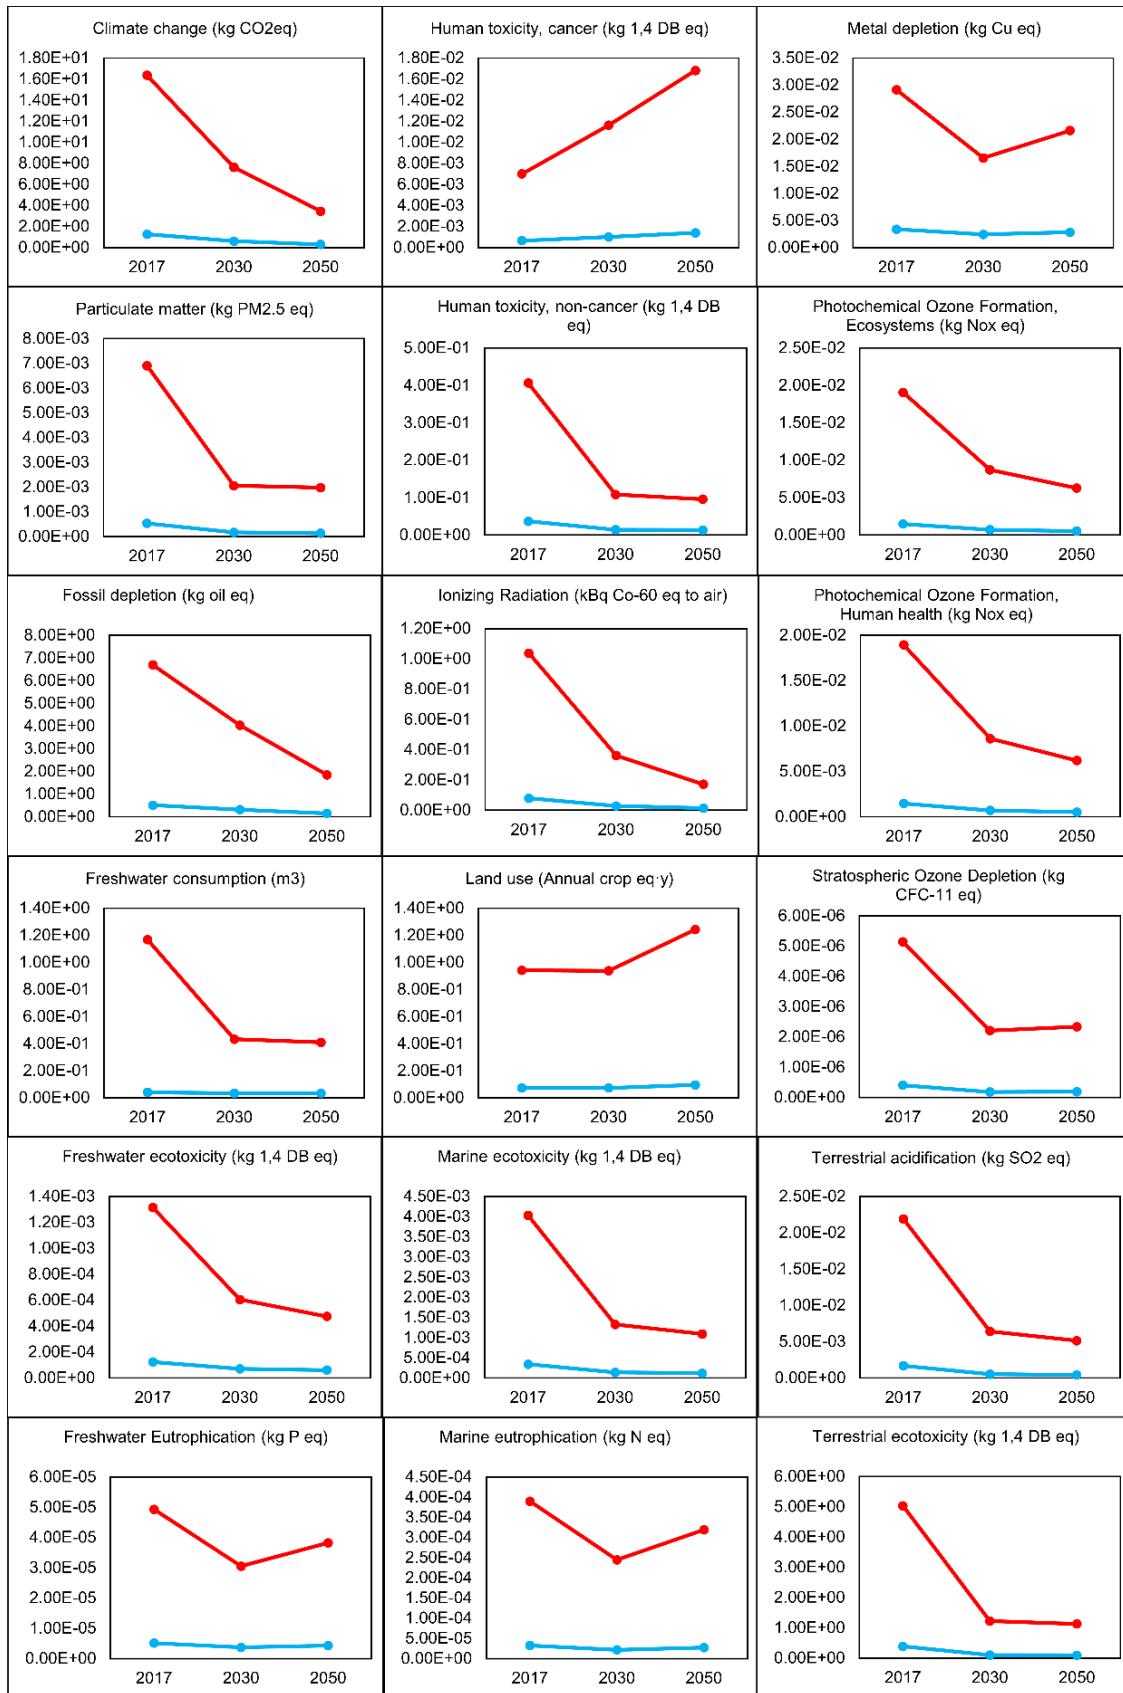 Climate change (kg CO2eq)
1.80E+01
1.60E+01
1.40E+01
1.20E+01
1.00E+01
8.00E+00
6.00E+00
4.00E+00
2.00E+00
0.00E+00
2017 2030 2050
Human toxicity, cancer (kg 1,4 DB eq)
1.80E-02
1.60E-02
1.40E-02
1.20E-02
1.00E-02
8.00E-03
6.00E-03
4.00E-03
2.00E-03
0.00E+00
2017 2030 2050
Metal depletion (kg Cu eq)
3.50E-02
3.00E-02
2.50E-02
2.00E-02
1.50E-02
1.00E-02
5.00E-03
0.00E+00
2017 2030 2050
Particulate matter (kg PM2.5 eq)
8.00E-03
7.00E-03
6.00E-03
5.00E-03
4.00E-03
3.00E-03
2.00E-03
1.00E-03
0.00E+00
2017 2030 2050
Human toxicity, non-cancer (kg 1,4 DB
eq)
5.00E-01
4.00E-01
3.00E-01
2.00E-01
1.00E-01
0.00E+00
2017 2030 2050
Photochemical Ozone Formation,
Ecosystems (kg Nox eq)
2.50E-02
2.00E-02
1.50E-02
1.00E-02
5.00E-03
0.00E+00
2017 2030 2050
Fossil depletion (kg oil eq)
8.00E+00
7.00E+00
6.00E+00
5.00E+00
4.00E+00
3.00E+00
2.00E+00
1.00E+00
0.00E+00
2017 2030 2050
Ionizing Radiation (kBq Co-60 eq to air)
1.20E+00
1.00E+00
8.00E-01
6.00E-01
4.00E-01
2.00E-01
0.00E+00
2017 2030 2050
Photochemical Ozone Formation,
Human health (kg Nox eq)
2.00E-02
1.50E-02
1.00E-02
5.00E-03
0.00E+00
2017 2030 2050
Freshwater consumption (m3)
1.40E+00
1.20E+00
1.00E+00
8.00E-01
6.00E-01
4.00E-01
2.00E-01
0.00E+00
2017 2030 2050
Land use (Annual crop eq·y)
1.40E+00
1.20E+00
1.00E+00
8.00E-01
6.00E-01
4.00E-01
2.00E-01
0.00E+00
2017 2030 2050
Stratospheric Ozone Depletion (kg
CFC-11 eq)
6.00E-06
5.00E-06
4.00E-06
3.00E-06
2.00E-06
1.00E-06
0.00E+00
2017 2030 2050
Freshwater ecotoxicity (kg 1,4 DB eq)
1.40E-03
1.20E-03
1.00E-03
8.00E-04
6.00E-04
4.00E-04
2.00E-04
0.00E+00
2017 2030 2050
Marine ecotoxicity (kg 1,4 DB eq)
4.50E-03
4.00E-03
3.50E-03
3.00E-03
2.50E-03
2.00E-03
1.50E-03
1.00E-03
5.00E-04
0.00E+00
2017 2030 2050
Terrestrial acidification (kg SO2 eq)
2.50E-02
2.00E-02
1.50E-02
1.00E-02
5.00E-03
0.00E+00
2017 2030 2050
Freshwater Eutrophication (kg P eq)
6.00E-05
5.00E-05
4.00E-05
3.00E-05
2.00E-05
1.00E-05
0.00E+00
2017 2030 2050
Marine eutrophication (kg N eq)
4.50E-04
4.00E-04
3.50E-04
3.00E-04
2.50E-04
2.00E-04
1.50E-04
1.00E-04
5.00E-05
0.00E+00
2017 2030 2050
Terrestrial ecotoxicity (kg 1,4 DB eq)
6.00E+00
5.00E+00
4.00E+00
3.00E+00
2.00E+00
1.00E+00
0.00E+00
2017 2030 2050